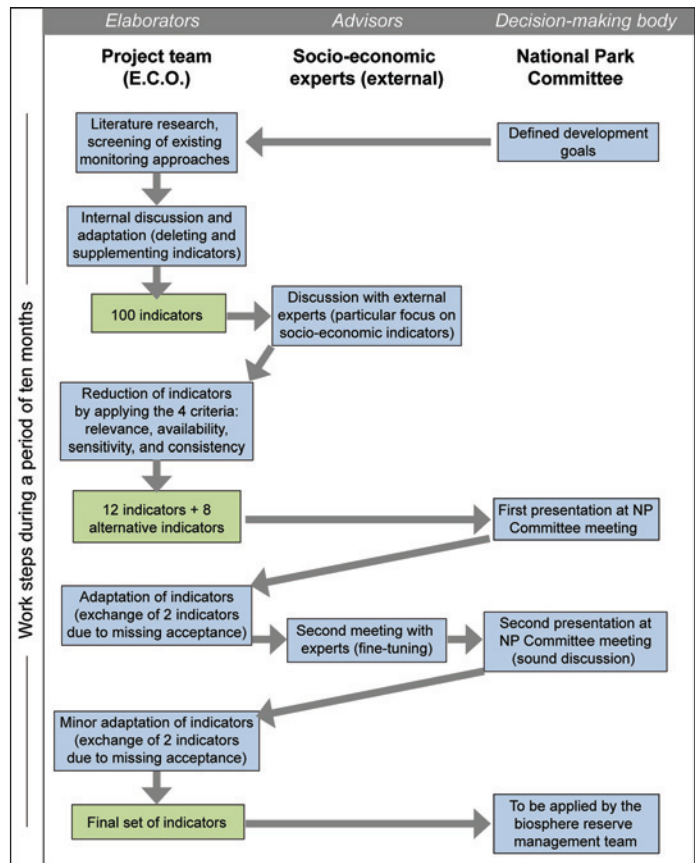 Elaborators
Advisors
Decision-making body
Project team
(E.C.O.)
Socio-economic
experts (external)
National Park
Committee
Work steps during a period of ten months
Literature research,
screening of existing
monitoring approaches
Defined development
goals
Internal discussion and
adaptation (deleting and
supplementing indicators)
100 indicators
Discussion with external
experts (particular focus on
socio-economic indicators)
Reduction of indicators
by applying the 4 criteria:
relevance, availability,
sensitivity, and consistency
12 indicators + 8
alternative indicators
First presentation at NP
Committee meeting
Adaptation of indicators
(exchange of 2 indicators
due to missing acceptance)
Second meeting with
experts (fine-tuning)
Second presentation at
NP Committee meeting
(sound discussion)
Minor adaptation of indicators
(exchange of 2 indicators
due to missing acceptance)
Final set of indicators
To be applied by the
biosphere reserve
management team